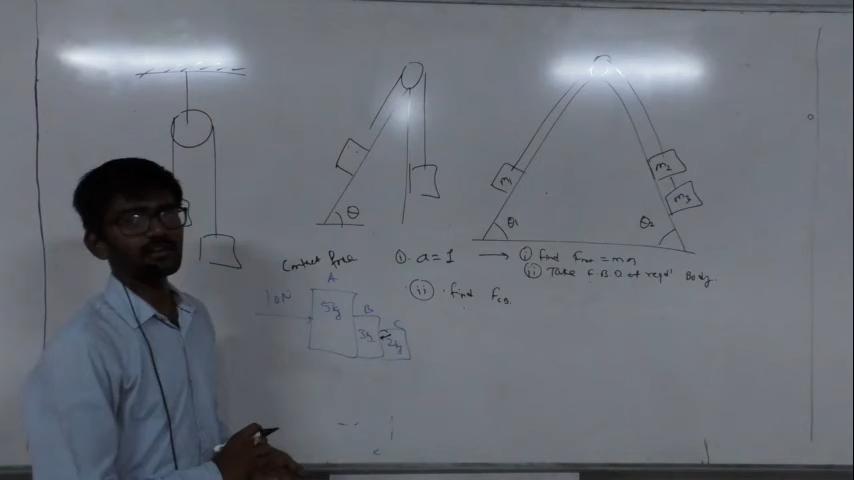 θ
m1
m2
m3
θ1
θ2
Contact force
(i). a = 1 → (i) find Fnet = ma
(ii) Take F B D of reqd Body.
(ii) . find FCB.
A
10N
5kg
B
3kg
C
2kg